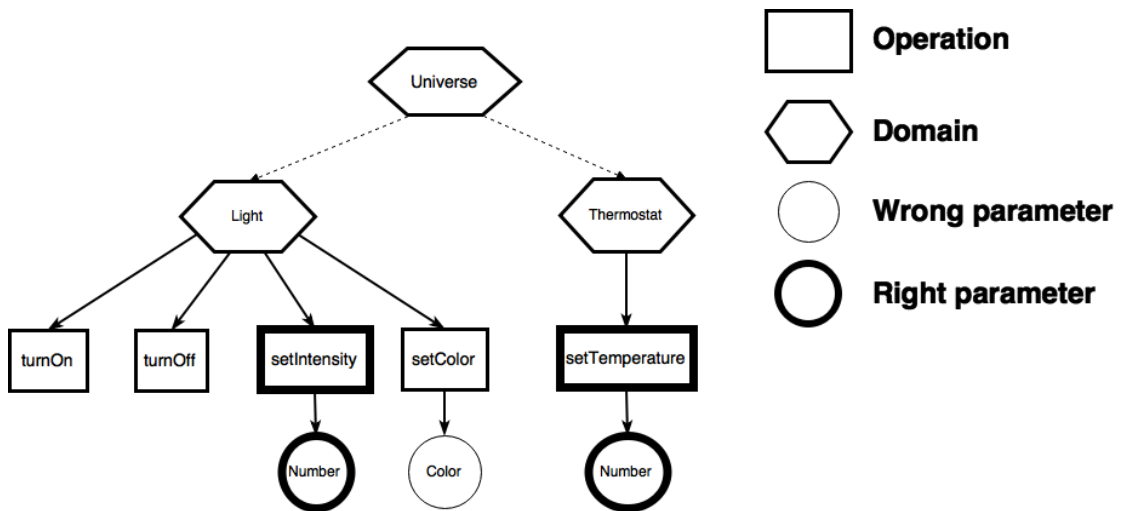 Universe
Light
Thermostat
turnOn
turnOff
setIntensity
setColor
setTemperature
Number
Color
Number
Operation
Domain
Wrong parameter
Right parameter